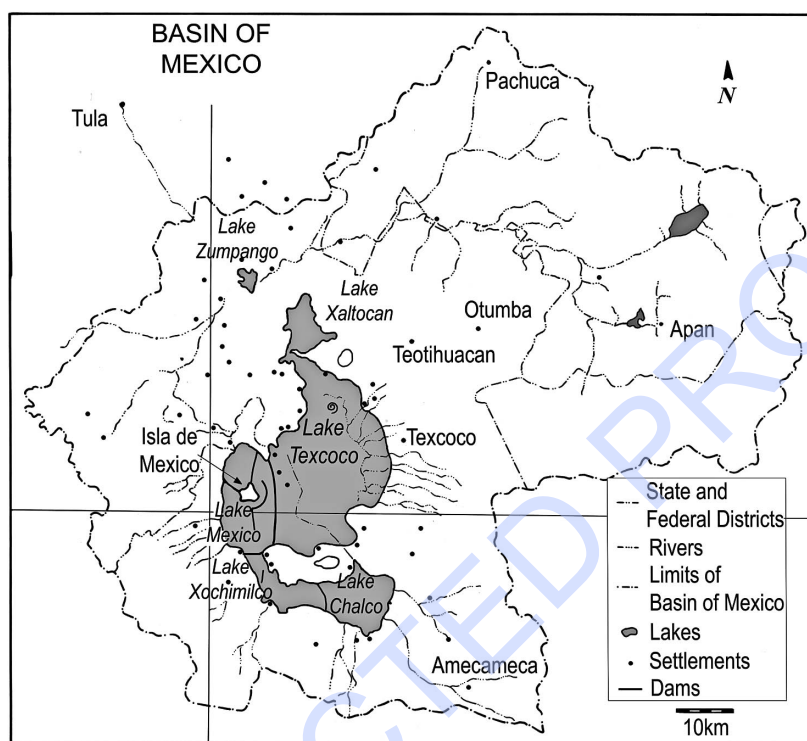 BASIN OF
MEXICO
Pachuca
N
Tula
Lake
Zumpango
Lake
Xaltocan
Otumba
Teotihuacan
Apan
Isla de
Mexico
Lake
Texcoco
Texcoco
Lake
Mexico
Lake
Xochimilco
Lake
Chalco
Amecameca
State and
Federal Districts
Rivers
Limits of
Basin of Mexico
Lakes
Settlements
Dams
10km
CTED PRO